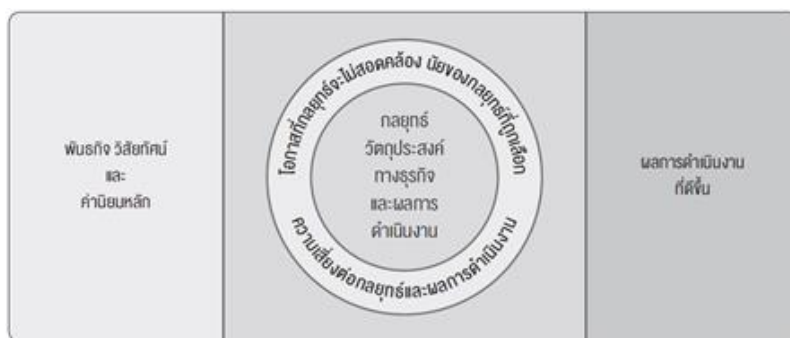 พันธกิจ วิสัยทัศน์
และ
ค่านิยมหลัก
โอกาสที่กลยุทธ์จะไม่สอดคล้อง
นัยของกลยุทธ์ที่ถูกเลือก
กลยุทธ์
วัตถุประสงค์
ทางธุรกิจ
และผลการ
ดำเนินงาน
ความเสี่ยงต่อกลยุทธ์และผลการดำเนินงาน
ผลการดำเนินงาน
ที่ดีขึ้น